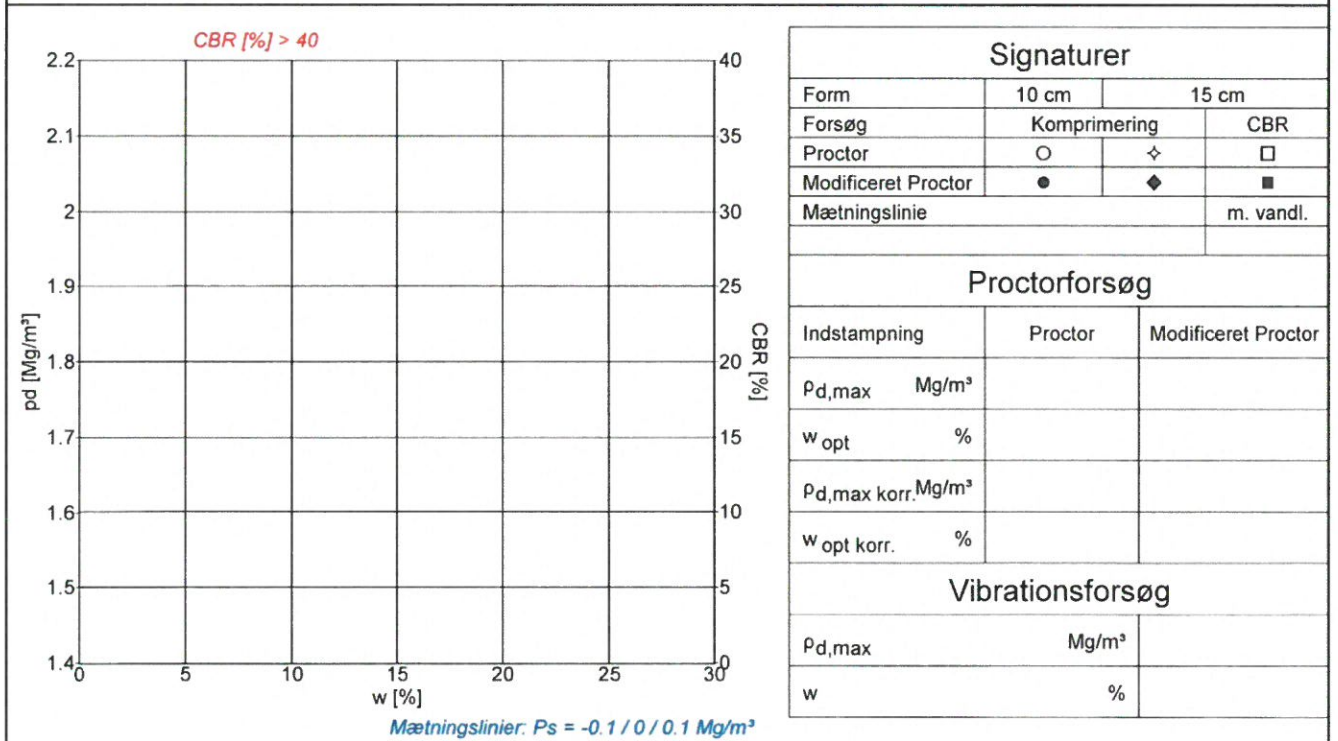 CBR [%] > 40
2.2
2.1
2
1.9
1.8
1.7
1.6
1.5
1.4
ρd [Mg/m³]
40
35
30
25
20
15
10
5
0
CBR [%]
0 5 10 15 20 25 30
w [%]
Mætningslinier: Ps = -0.1 / 0 / 0.1 Mg/m³
Signaturer
Form 10 cm 15 cm
Forsøg Komprimering CBR
Proctor ○ ✧ □
Modificeret Proctor ● ◆ ■
Mætningslinie m. vandl.
Proctorforsøg
Indstampning Proctor Modificeret Proctor
ρd,max Mg/m³
w opt %
ρd,max korr. Mg/m³
w opt korr. %
Vibrationsforsøg
ρd,max Mg/m³
w %